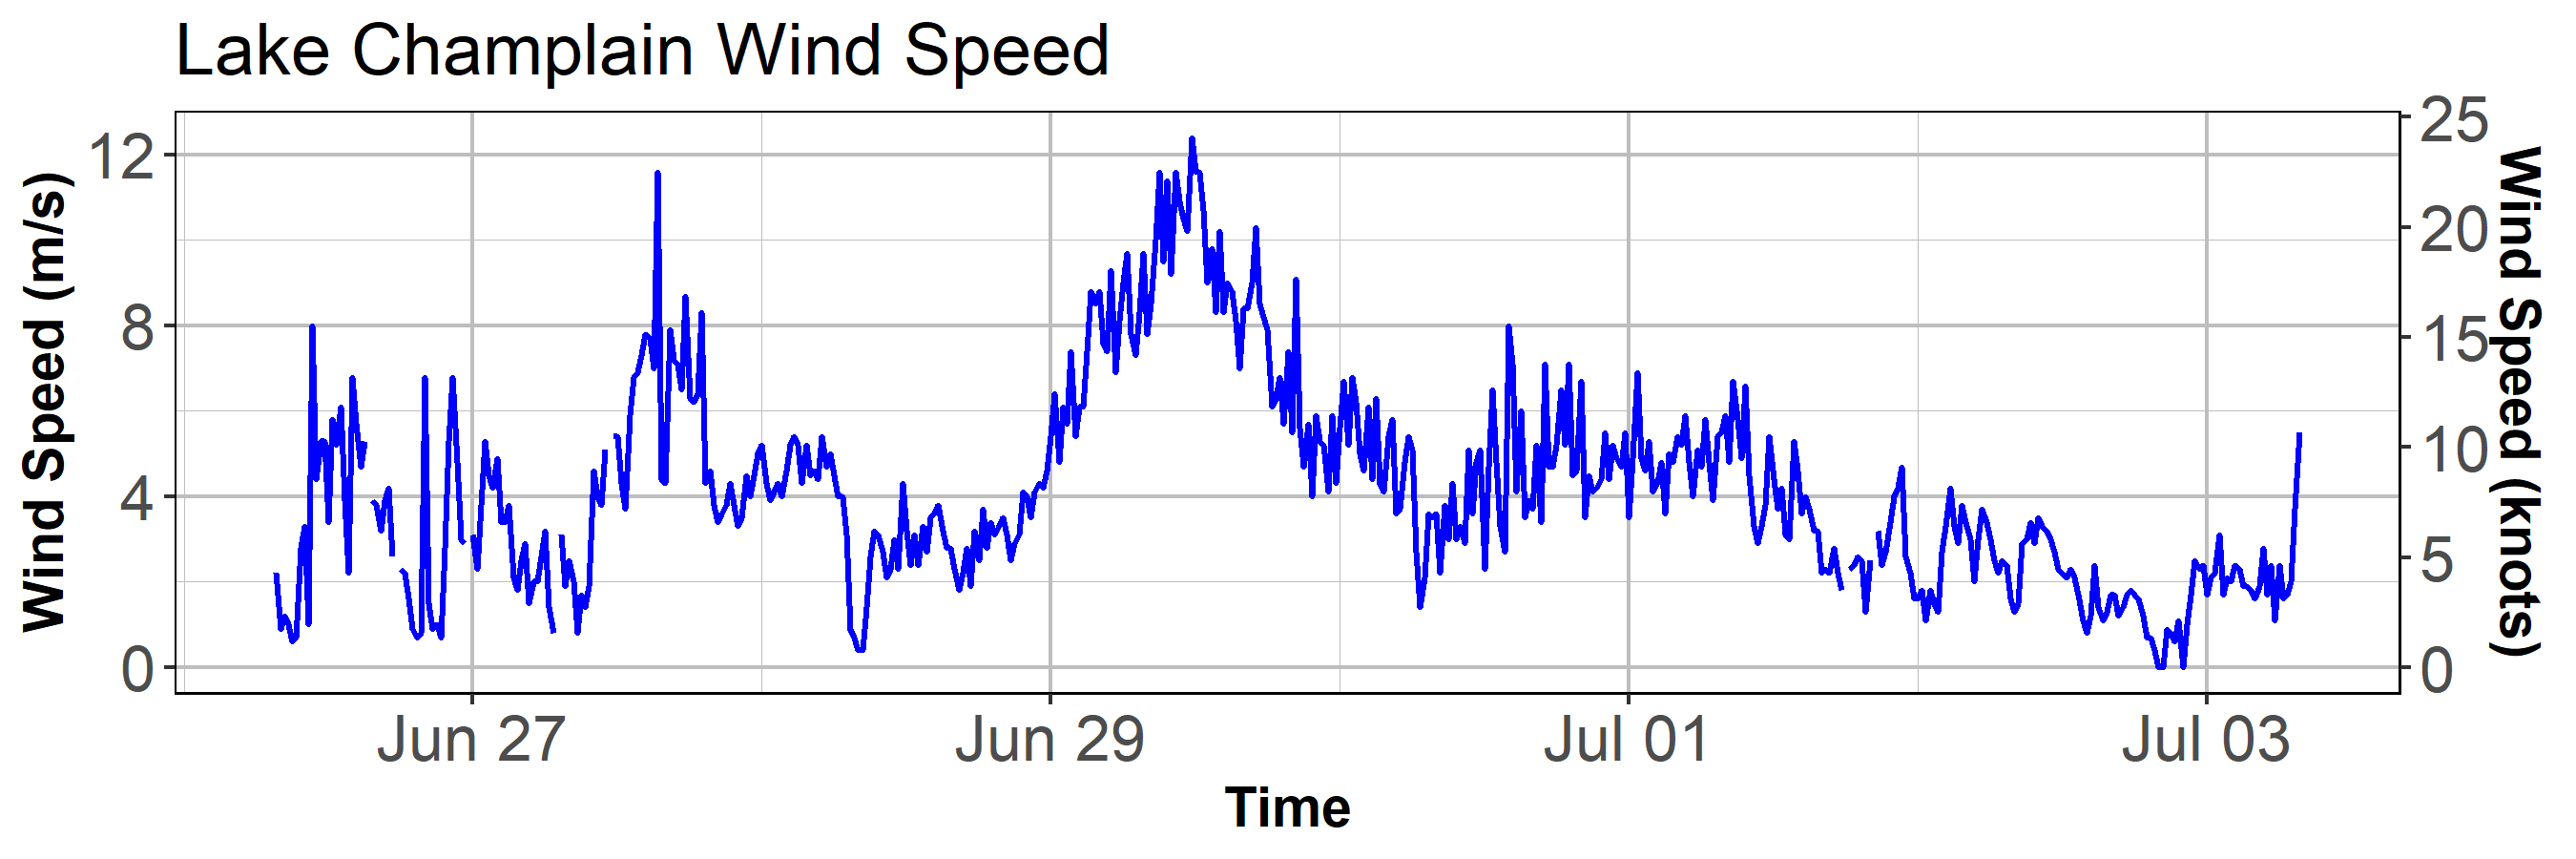 Lake Champlain Wind Speed
Wind Speed (m/s)
12
8
4
0
25
20
15
10
5
0
Wind Speed (knots)
Jun 27
Jun 29
Jul 01
Jul 03
Time